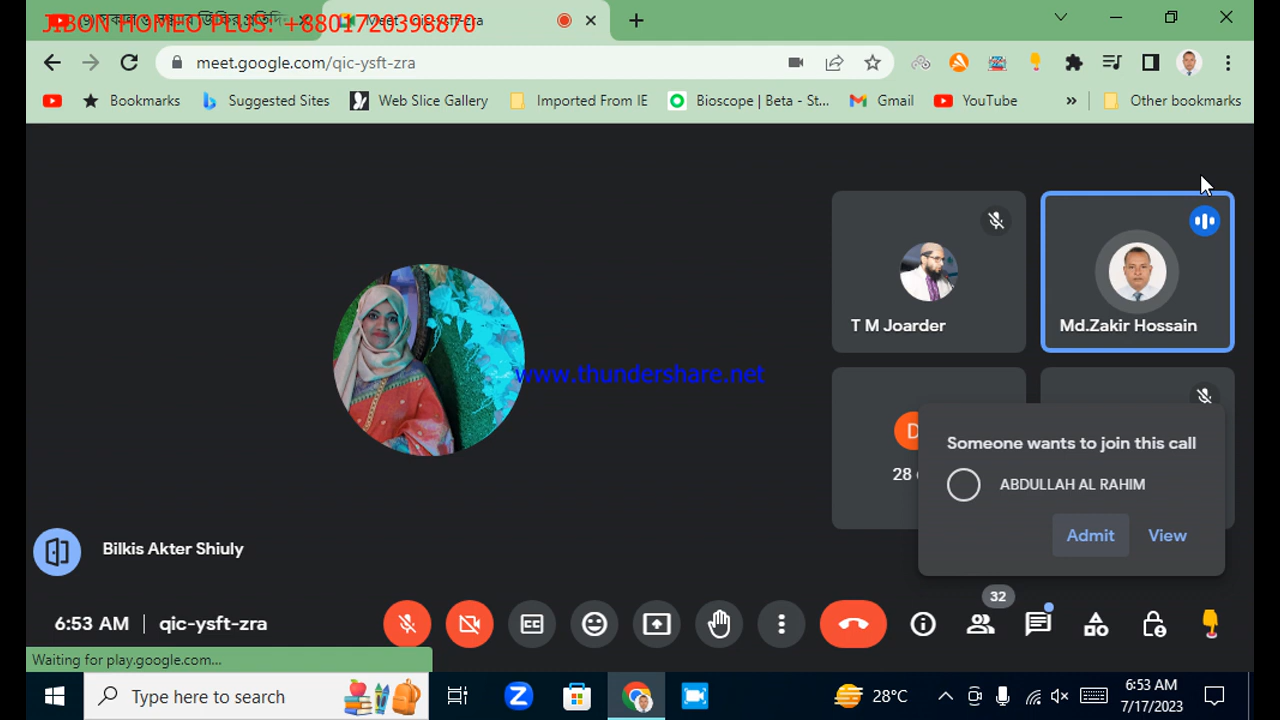 JIBON HOMEO PLUS: +8801720398870
meet.google.com/qic-ysft-zra
Bookmarks
Suggested Sites
Web Slice Gallery
Imported From IE
Bioscope | Beta - St...
Gmail
YouTube
»
Other bookmarks
T M Joarder
Md.Zakir Hossain
www.thundershare.net
D
28
Someone wants to join this call
ABDULLAH AL RAHIM
Admit
View
Bilkis Akter Shiuly
32
6:53 AM | qic-ysft-zra
CC
Waiting for play.google.com...
Type here to search
28°C
6:53 AM
7/17/2023